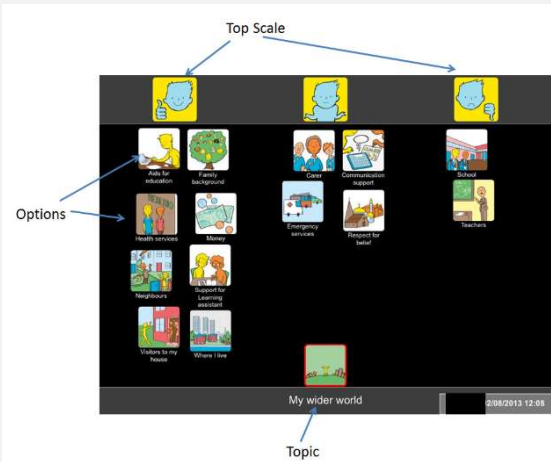 Top Scale
Options
Aids for
education
Family
background
Carer
Communication
support
School
Health services
Money
Emergency
services
Respect for
belief
Teachers
Neighbours
Support for
Learning
assistant
Visitors to my
house
Where I live
My wider world
2/08/2013 12:08
Topic